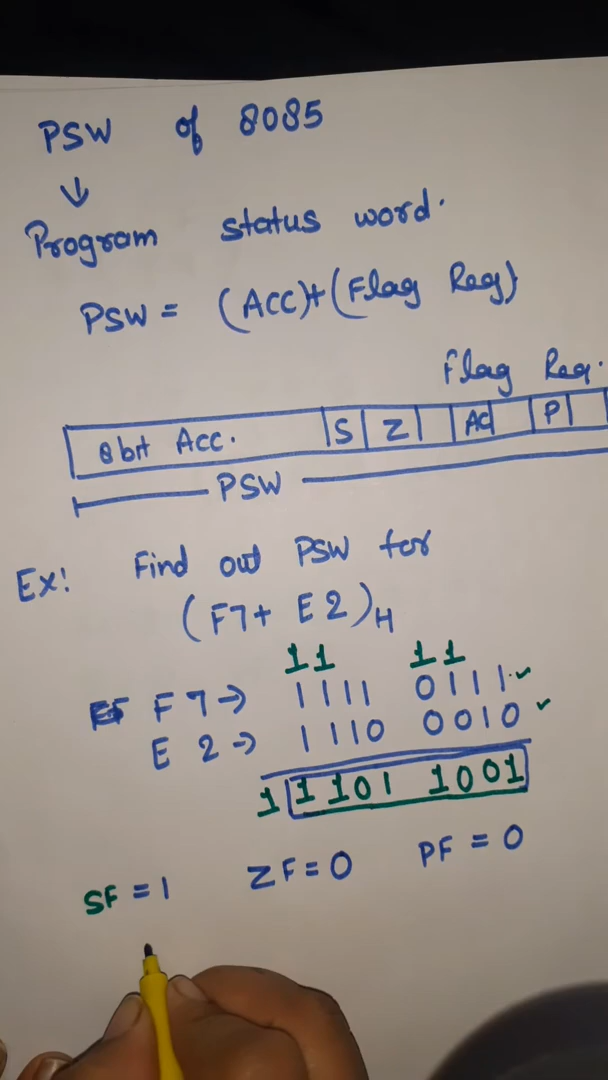 PSW of 8085
↓
Program status word.
PSW = (Acc)+(Flag Reg)
Flag Reg.
8bit Acc. S Z AC P
PSW
Ex! Find out PSW for
(F7+ E2)H
11 11
F7→ 1111 0111 ✓
E2→ 1110 0010 ✓
1 1101 1001
SF = 1 ZF = 0 PF = 0